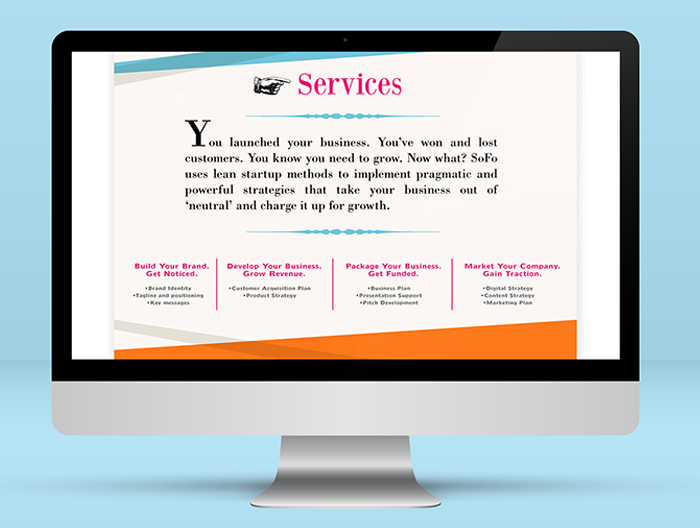 Services
You launched your business. You've won and lost
customers. You know you need to grow. Now what? SoFo
uses lean startup methods to implement pragmatic and
powerful strategies that take your business out of
‘neutral’ and charge it up for growth.
Build Your Brand.
Get Noticed.
•Brand Identity
•Tagline and positioning
•Key messages
Develop Your Business.
Grow Revenue.
•Customer Acquisition Plan
•Product Strategy
Package Your Business.
Get Funded.
•Business Plan
•Presentation Support
•Pitch Development
Market Your Company.
Gain Traction.
•Digital Strategy
•Content Strategy
•Marketing Plan